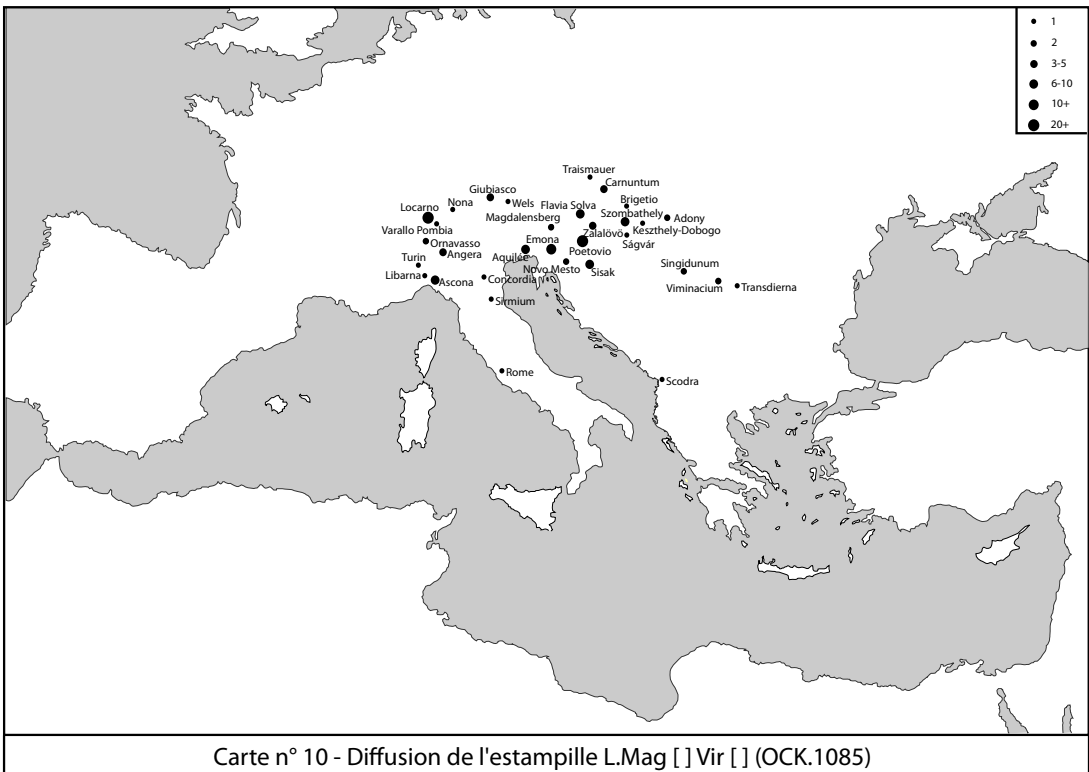 1
2
3-5
6-10
10+
20+
Traismauer
Carnuntum
Giubiasco
Wels
Nona
Brigetio
Locarno
Flavia Solva
Szombathely
Adony
Magdalensberg
Varallo Pombia
Keszthely-Dobogo
Zalalövö
Emona
Ornavasso
Ságvár
Angera
Aquilée
Poetovio
Turin
Novo Mesto
Sisak
Singidunum
Libarna
Ascona
Concordia
Viminacium
Transdierna
Sirmium
Rome
Scodra
Carte n° 10 - Diffusion de l'estampille L.Mag [ ] Vir [ ] (OCK.1085)